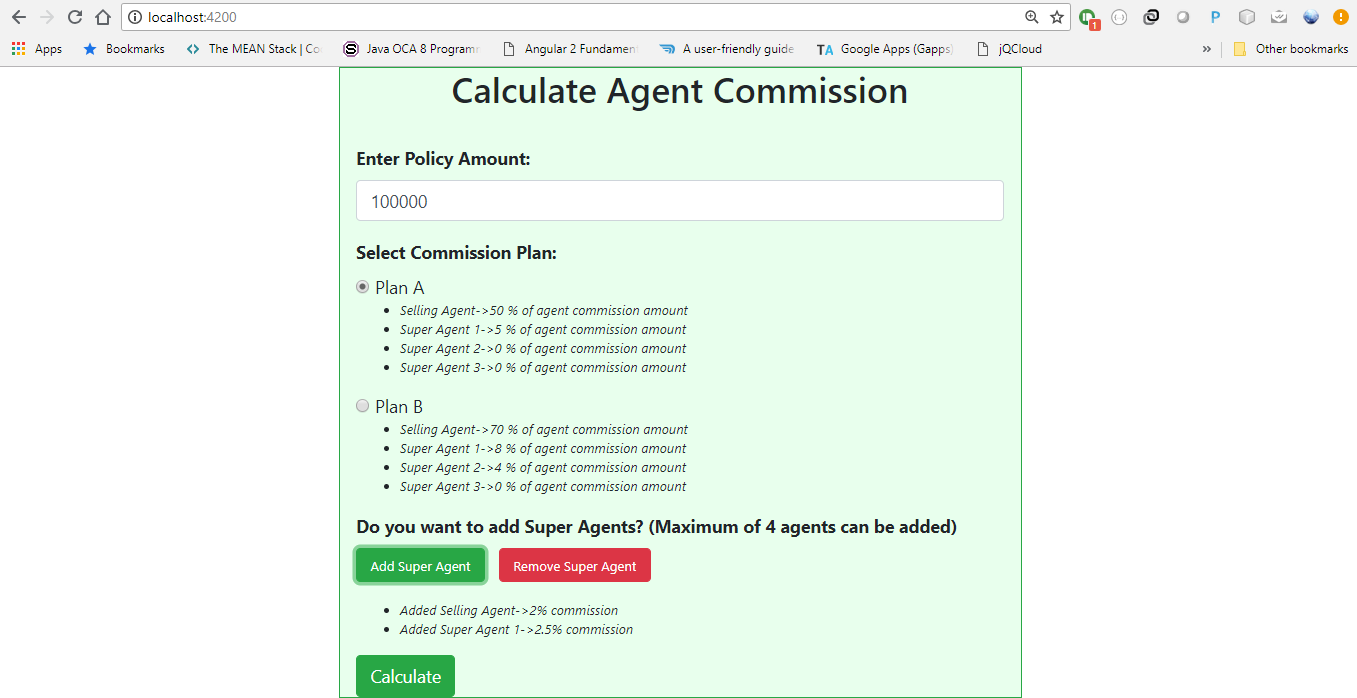 localhost:4200
1
P
Apps
Bookmarks
The MEAN Stack | Co
S
Java OCA 8 Programm
Angular 2 Fundamen
A user-friendly guide
TA
Google Apps (Gapps)
jQCloud
»
Other bookmarks
Calculate Agent Commission
Enter Policy Amount:
100000
Select Commission Plan:
Plan A
Selling Agent->50 % of agent commission amount
Super Agent 1->5 % of agent commission amount
Super Agent 2->0 % of agent commission amount
Super Agent 3->0 % of agent commission amount
Plan B
Selling Agent->70 % of agent commission amount
Super Agent 1->8 % of agent commission amount
Super Agent 2->4 % of agent commission amount
Super Agent 3->0 % of agent commission amount
Do you want to add Super Agents? (Maximum of 4 agents can be added)
Add Super Agent Remove Super Agent
Added Selling Agent->2% commission
Added Super Agent 1->2.5% commission
Calculate